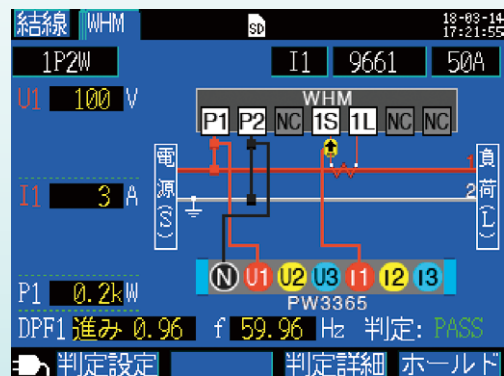 結線 WHM SD 18-03-14
17:21:55
1P2W I1 9661 50A
U1 100 V
WHM
P1 P2 NC 1S 1L NC NC
電源(S)
1
2
負荷(L)
I1 3 A
N U1 U2 U3 I1 I2 I3
PW3365
P1 0.2kW
DPF1 進み 0.96 f 59.96 Hz 判定: PASS
判定設定 判定詳細 ホールド